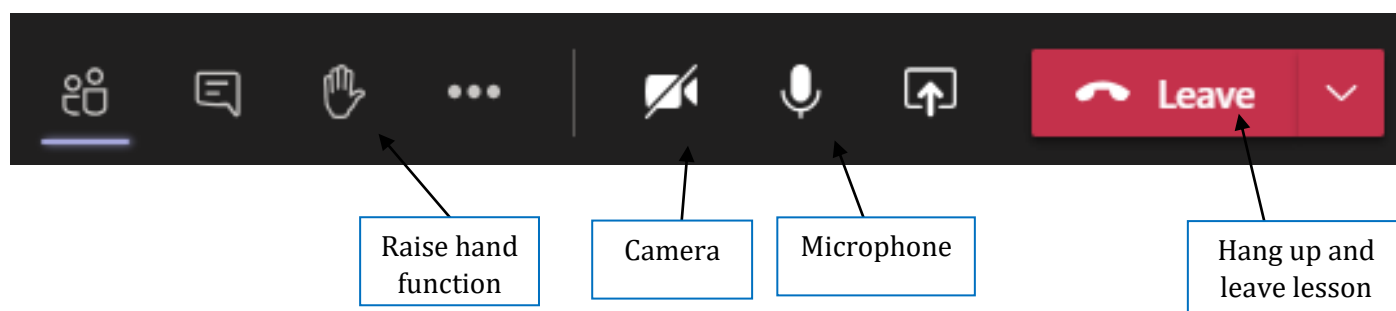 Leave
Raise hand
function
Camera
Microphone
Hang up and
leave lesson